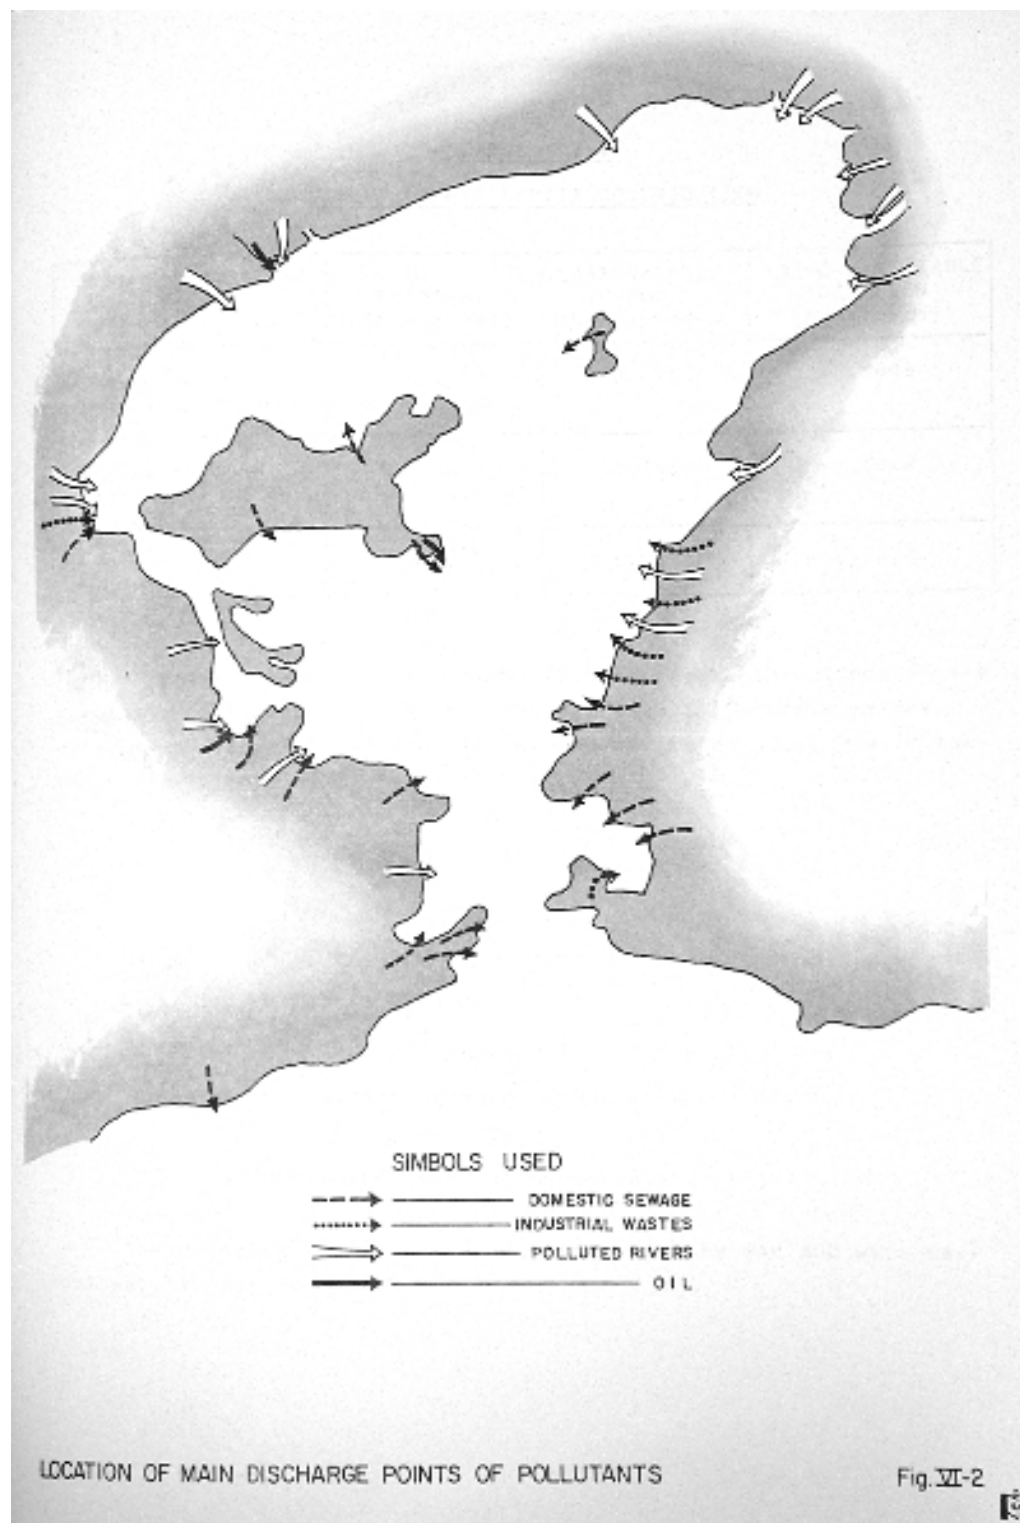 SIMBOLS USED
DOMESTIC SEWAGE
INDUSTRIAL WASTES
POLLUTED RIVERS
OIL
LOCATION OF MAIN DISCHARGE POINTS OF POLLUTANTS
Fig. VI-2